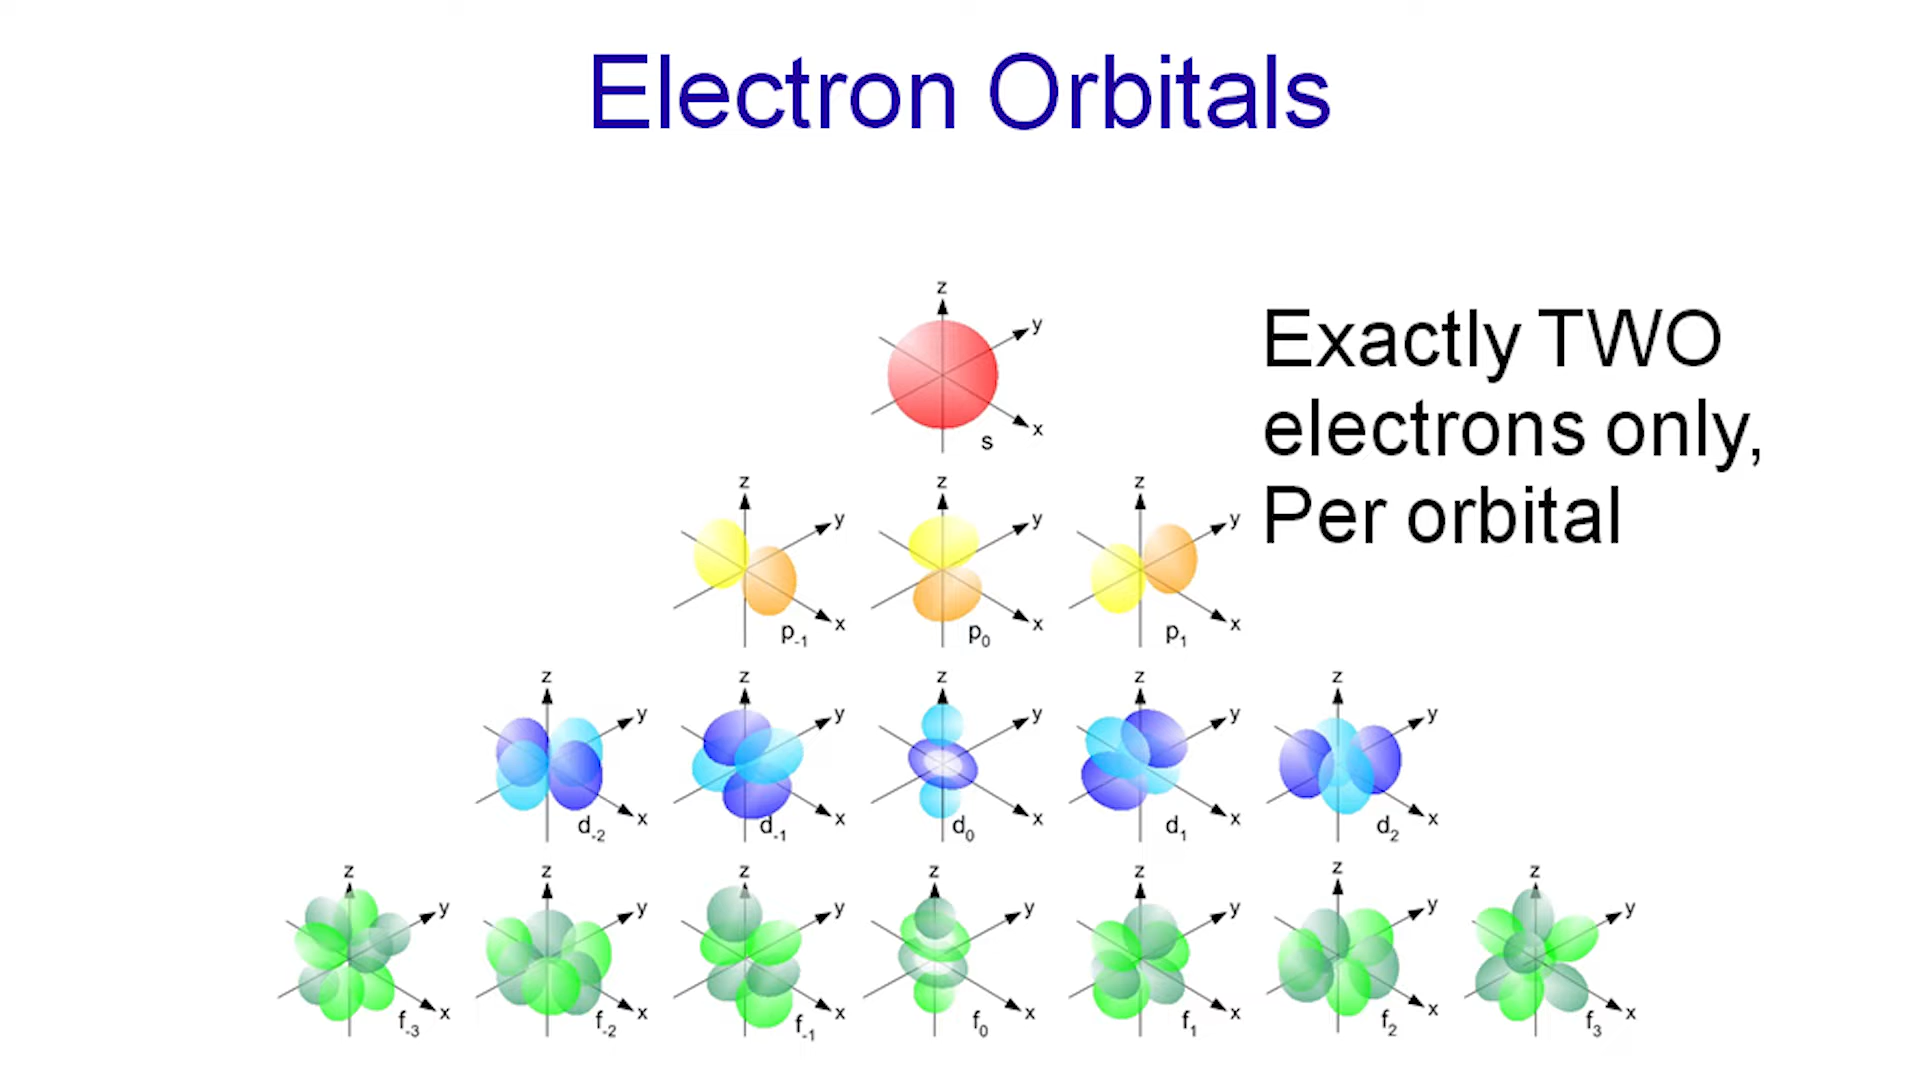 Electron Orbitals
Exactly TWO
electrons only,
Per orbital
z
y
x
s
z
y
x
p-1
z
y
x
p0
z
y
x
p1
z
y
x
d-2
z
y
x
d-1
z
y
x
d0
z
y
x
d1
z
y
x
d2
z
y
x
f-3
z
y
x
f-2
z
y
x
f-1
z
y
x
f0
z
y
x
f1
z
y
x
f2
z
y
x
f3